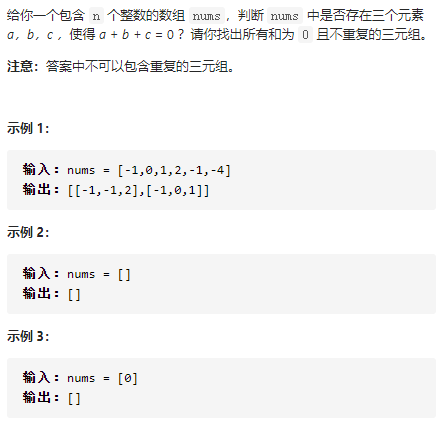 给你一个包含 n 个整数的数组 nums，判断 nums 中是否存在三个元素
a，b，c ，使得 a + b + c = 0 ？请你找出所有和为 0 且不重复的三元组。
注意：答案中不可以包含重复的三元组。
示例 1：
输入：nums = [-1,0,1,2,-1,-4]
输出：[[-1,-1,2],[-1,0,1]]
示例 2：
输入：nums = []
输出：[]
示例 3：
输入：nums = [0]
输出：[]